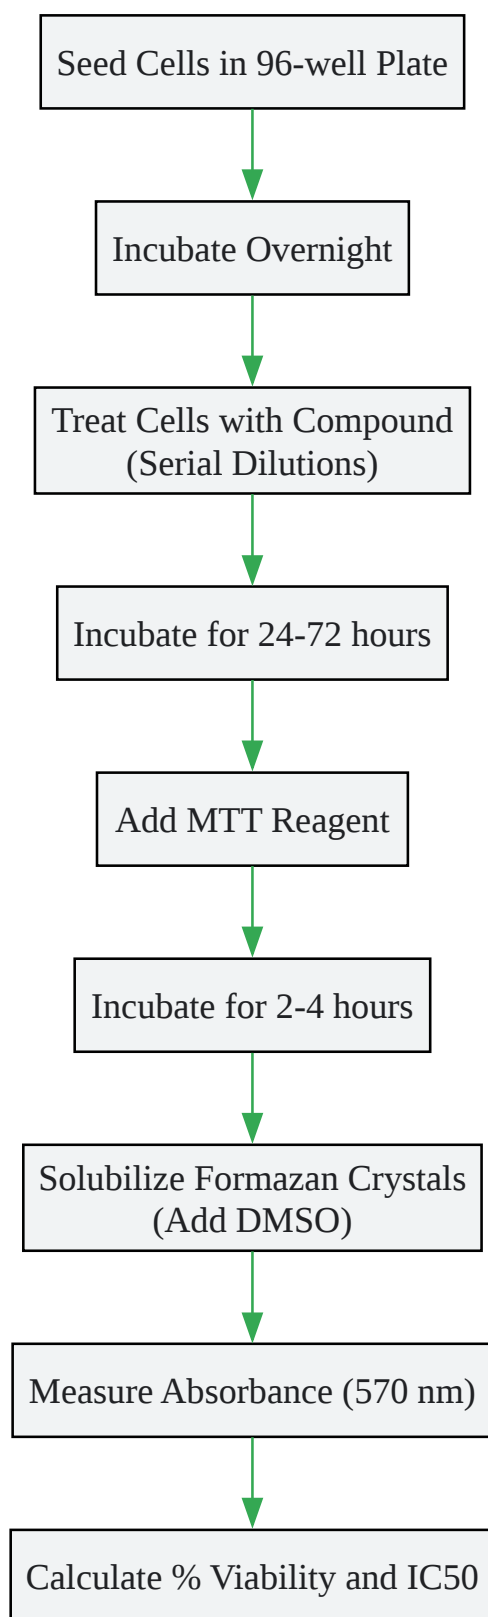 Seed Cells in 96-well Plate
Incubate Overnight
Treat Cells with Compound
(Serial Dilutions)
Incubate for 24-72 hours
Add MTT Reagent
Incubate for 2-4 hours
Solubilize Formazan Crystals
(Add DMSO)
Measure Absorbance (570 nm)
Calculate % Viability and IC50